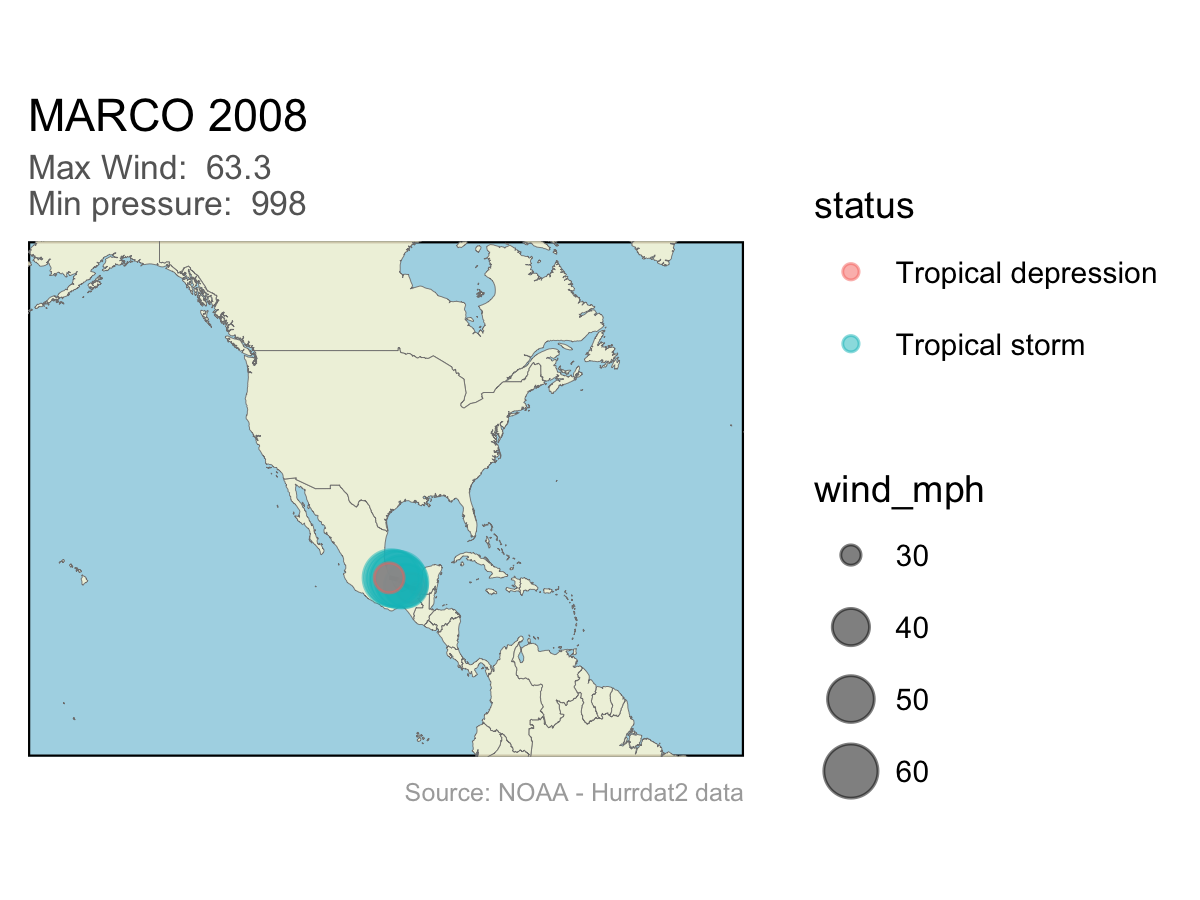 MARCO 2008
Max Wind:  63.3
Min pressure:  998
status
Tropical depression
Tropical storm
wind_mph
30
40
50
60
Source: NOAA - Hurrdat2 data